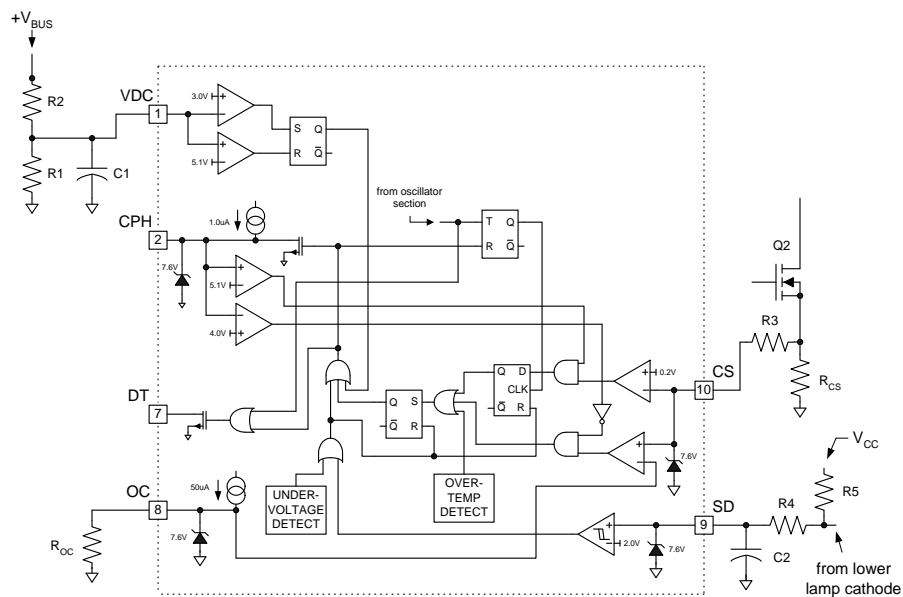 +VBUS
R2
R1
C1
VDC
1
3.0V
5.1V
S Q
R Q̅
from oscillator
section
T Q
R Q̅
CPH
2
1.0uA
7.6V
5.1V
4.0V
Q2
R3
RCS
CS
10
0.2V
7.6V
Q D
CLK
Q̅ R
Q S
Q̅ R
DT
7
OC
8
50uA
7.6V
ROC
UNDER-
VOLTAGE
DETECT
OVER-
TEMP
DETECT
2.0V
7.6V
SD
9
VCC
R5
R4
C2
from lower
lamp cathode